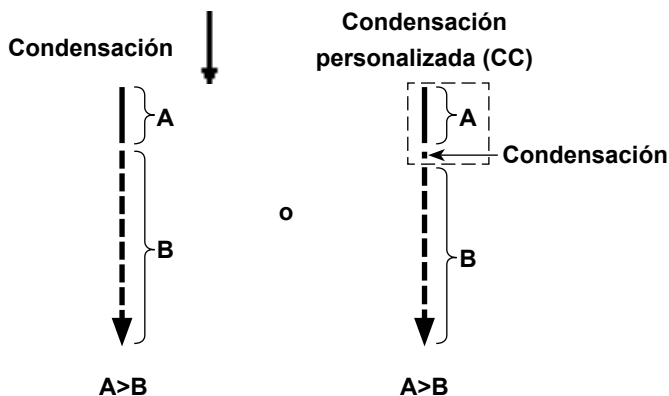 Condensación
Condensación
personalizada (CC)
A
A
Condensación
o
B
B
A>B
A>B